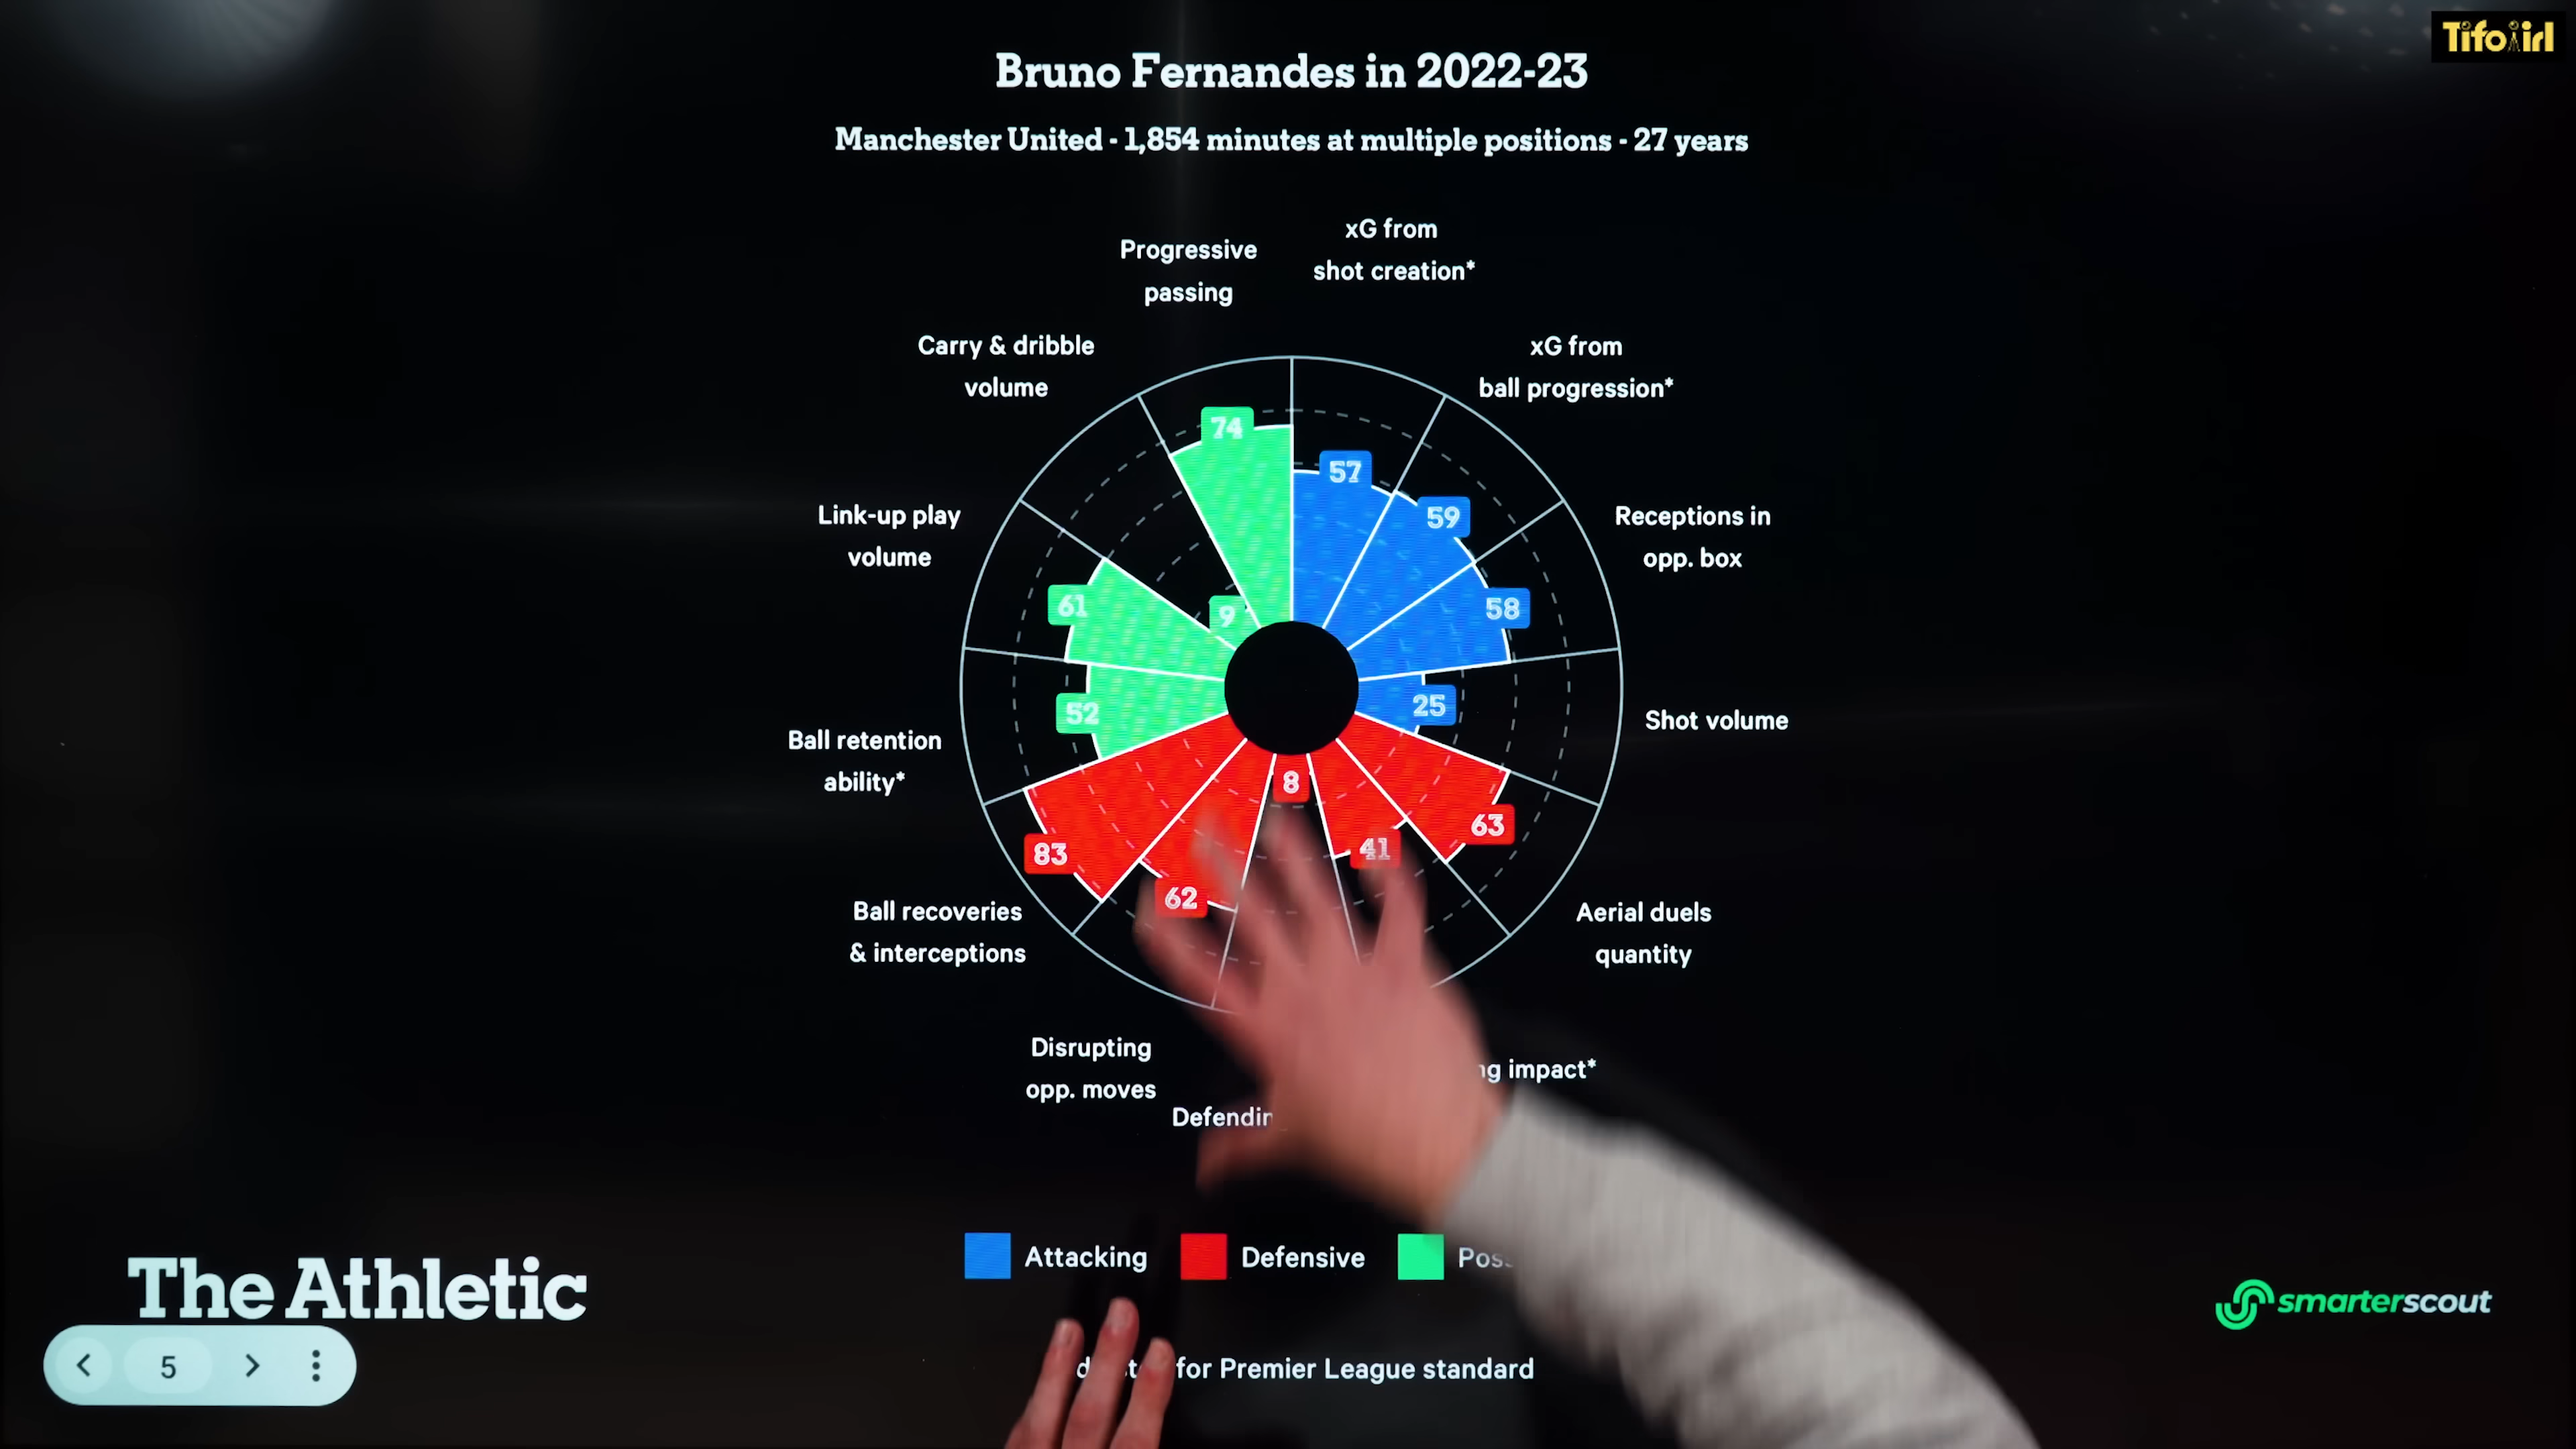 Tifo irl
Bruno Fernandes in 2022-23
Manchester United - 1,854 minutes at multiple positions - 27 years
xG from
shot creation*
Progressive
passing
xG from
ball progression*
Carry & dribble
volume
74
57
59
Receptions in
opp. box
Link-up play
volume
61
9
58
52
25
Shot volume
Ball retention
ability*
8
63
83
41
62
Ball recoveries
& interceptions
Aerial duels
quantity
Disrupting
opp. moves
impact*
Attacking
Defensive
The Athletic
smarterscout
5
for Premier League standard